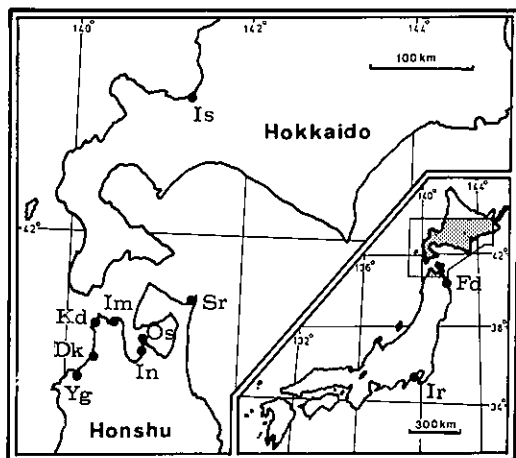 140
142
144
100 km
Is
Hokkaido
42°
140°
144°
136°
42°
Sr
Kd
Im
Os
Fd
Dk
In
132°
38°
Yg
Ir
Honshu
34°
300 km